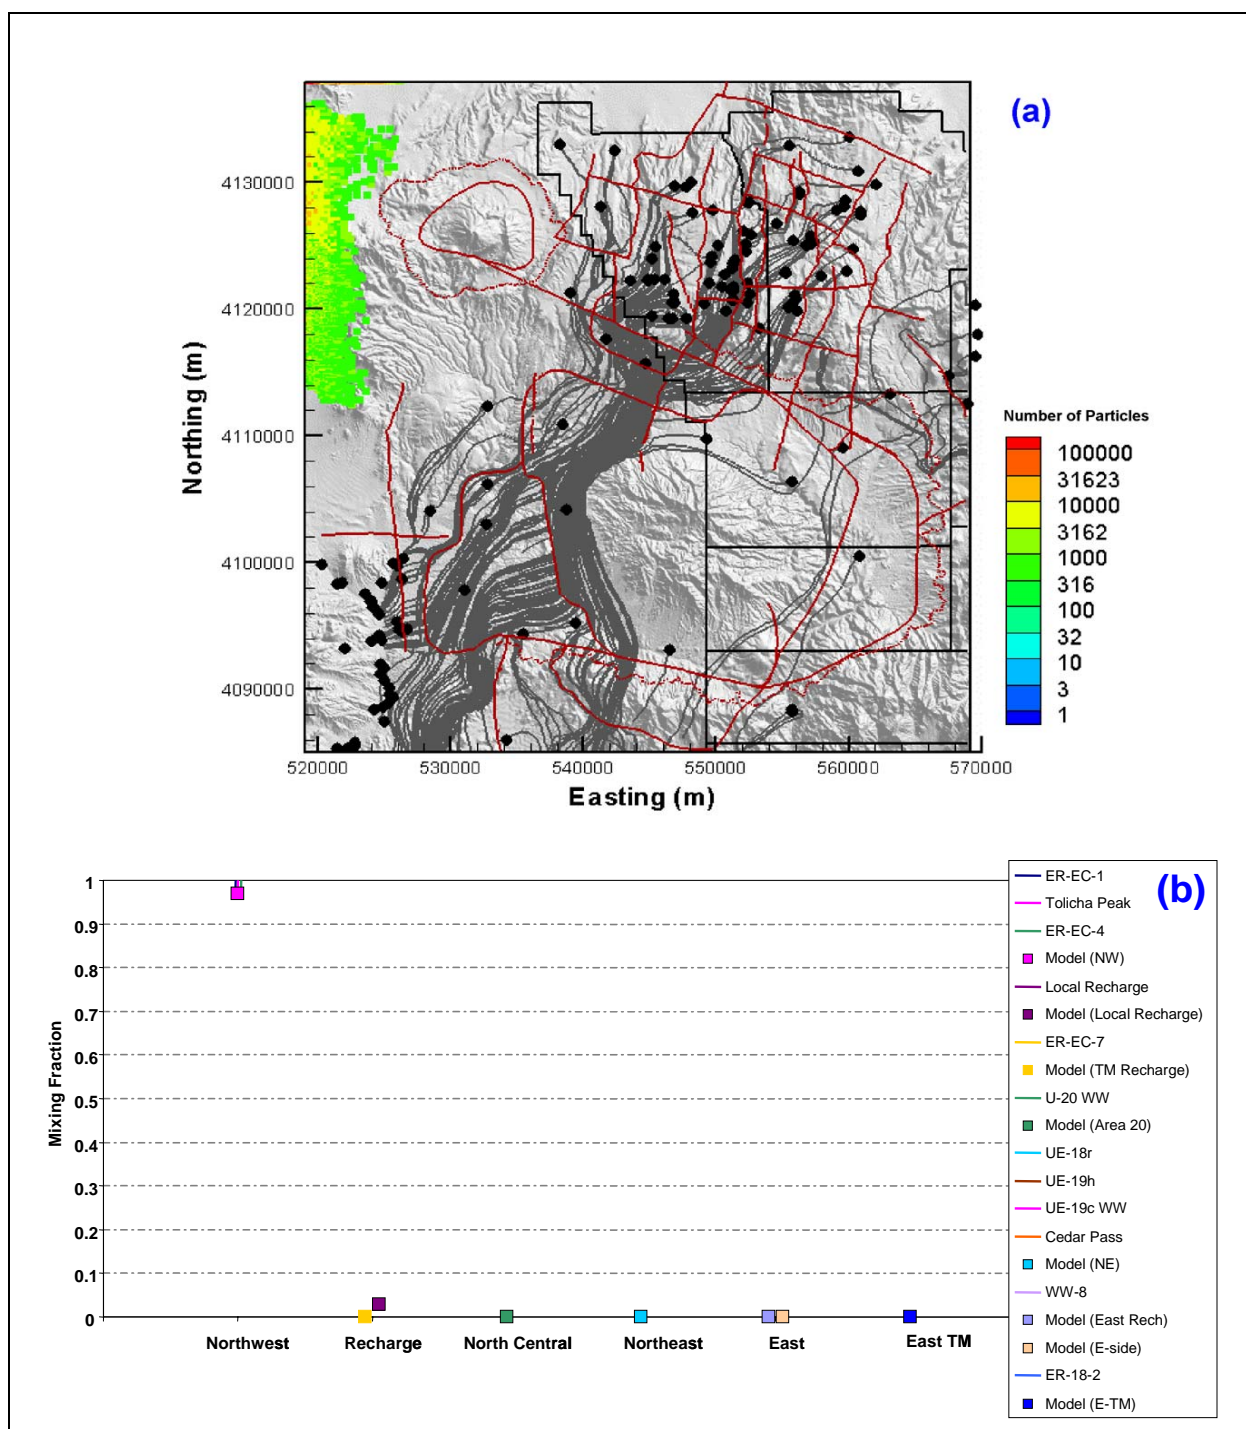 (a)
4130000
4120000
4110000
4100000
4090000
Northing (m)
520000 530000 540000 550000 560000 570000
Easting (m)
Number of Particles
100000
31623
10000
3162
1000
316
100
32
10
3
1
(b)
1
0.9
0.8
0.7
0.6
0.5
0.4
0.3
0.2
0.1
0
Mixing Fraction
Northwest Recharge North Central Northeast East East TM
ER-EC-1
Tolicha Peak
ER-EC-4
Model (NW)
Local Recharge
Model (Local Recharge)
ER-EC-7
Model (TM Recharge)
U-20 WW
Model (Area 20)
UE-18r
UE-19h
UE-19c WW
Cedar Pass
Model (NE)
WW-8
Model (East Rech)
Model (E-side)
ER-18-2
Model (E-TM)